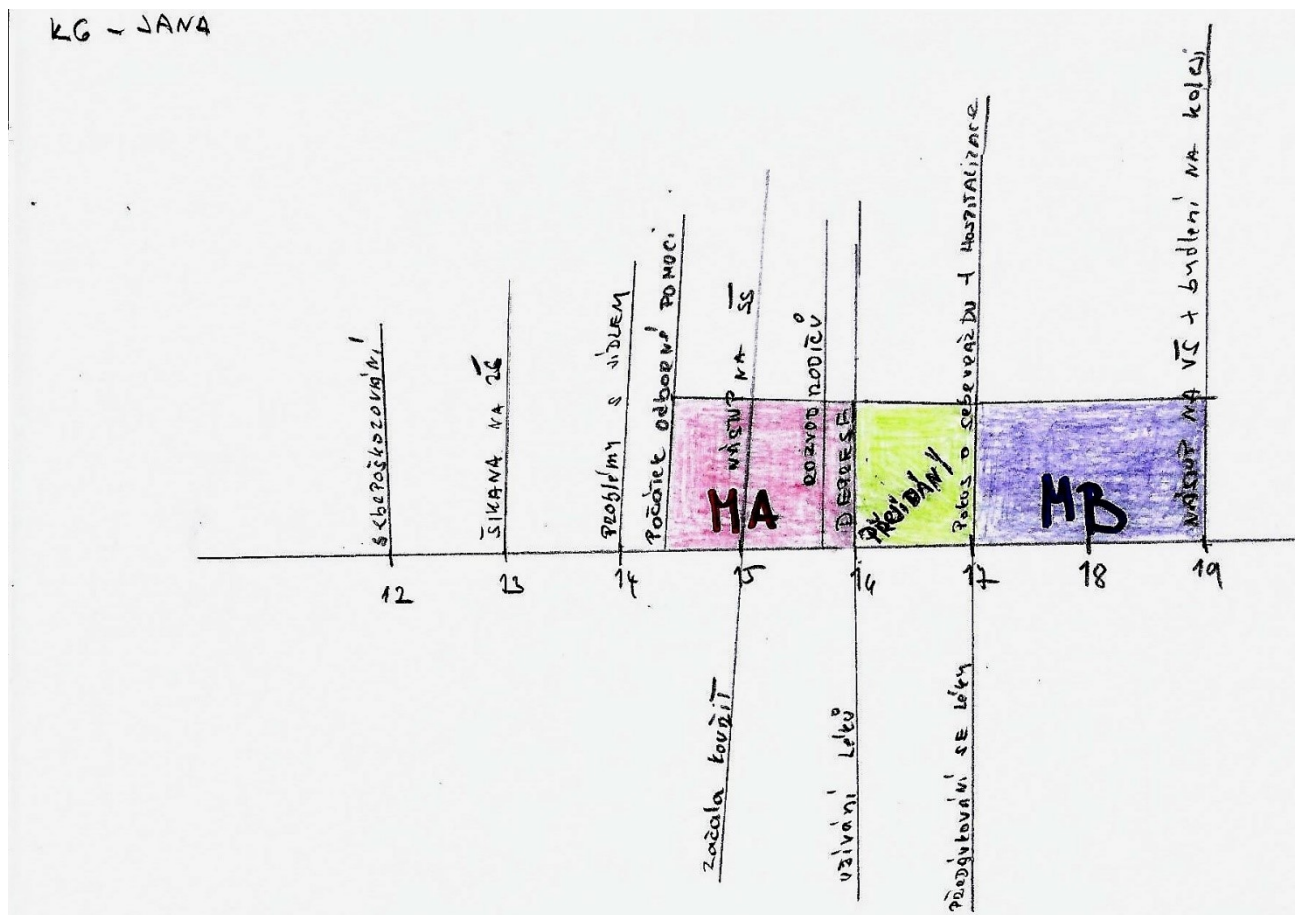 KG - JANA
sebepoškozování
ŠIKANA NA ZŠ
PROBLÉMY S JÍDLEM
Počátek odborné POMOCI
NÁSTUP NA SŠ
ROZVOD RODIČŮ
DEPRESE
PŘEJÍDÁNÍ
Pokus o sebevraždu + HOSPITALIZACE
NÁSTUP NA VŠ + bydlení NA koleji
MA
MB
12
13
14
15
16
17
18
19
Začala kouřit
užívání léků
PŘEDÁVKOVÁNÍ SE léky